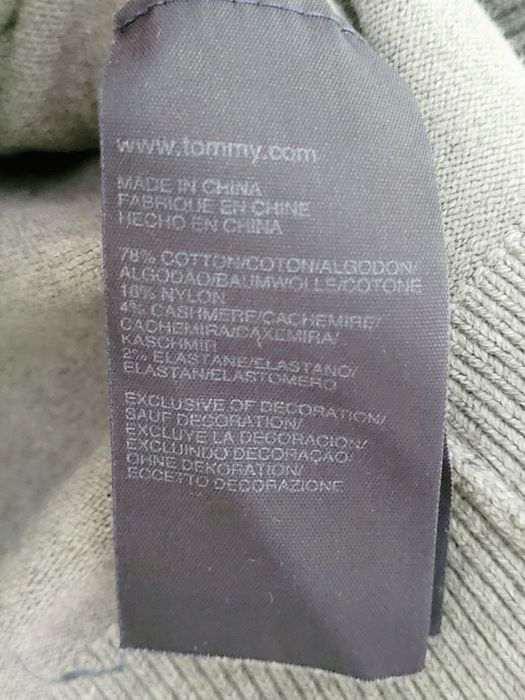 www.tommy.com
MADE IN CHINA
FABRIQUE EN CHINE
HECHO EN CHINA
78% COTTON/COTON/ALGODON/
ALGODÃO/BAUMWOLLE/COTONE
16% NYLON
4% CASHMERE/CACHEMIRE/
CACHEMIRA/CAXEMIRA/
KASCHMIR
2% ELASTANE/ELASTANO/
ELASTAN/ELASTOMERO
EXCLUSIVE OF DECORATION/
SAUF DECORATION/
EXCLUYE LA DECORACION/
EXCLUINDO DECORAÇÃO/
OHNE DEKORATION/
ECCETTO DECORAZIONE